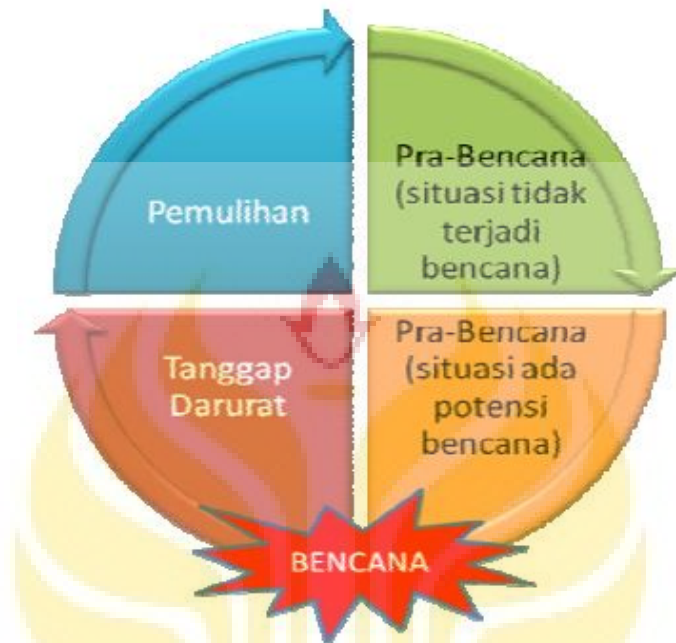 Pemulihan
Pra-Bencana
(situasi tidak
terjadi
bencana)
Tanggap
Darurat
Pra-Bencana
(situasi ada
potensi
bencana)
BENCANA